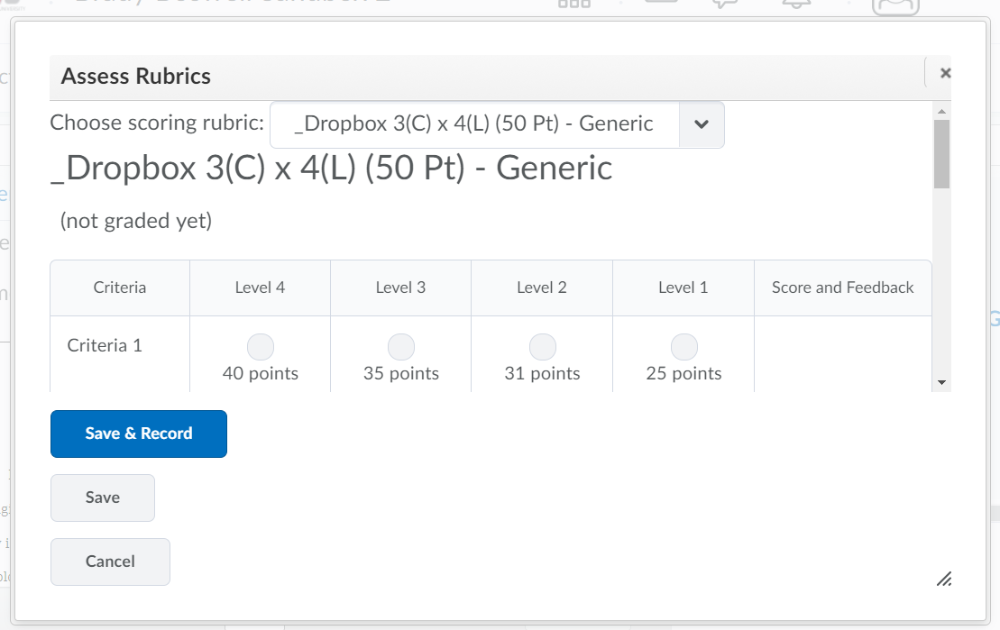 Assess Rubrics
Choose scoring rubric: _Dropbox 3(C) x 4(L) (50 Pt) - Generic
_Dropbox 3(C) x 4(L) (50 Pt) - Generic
(not graded yet)
Criteria Level 4 Level 3 Level 2 Level 1 Score and Feedback
Criteria 1
40 points 35 points 31 points 25 points
Save & Record
Save
Cancel